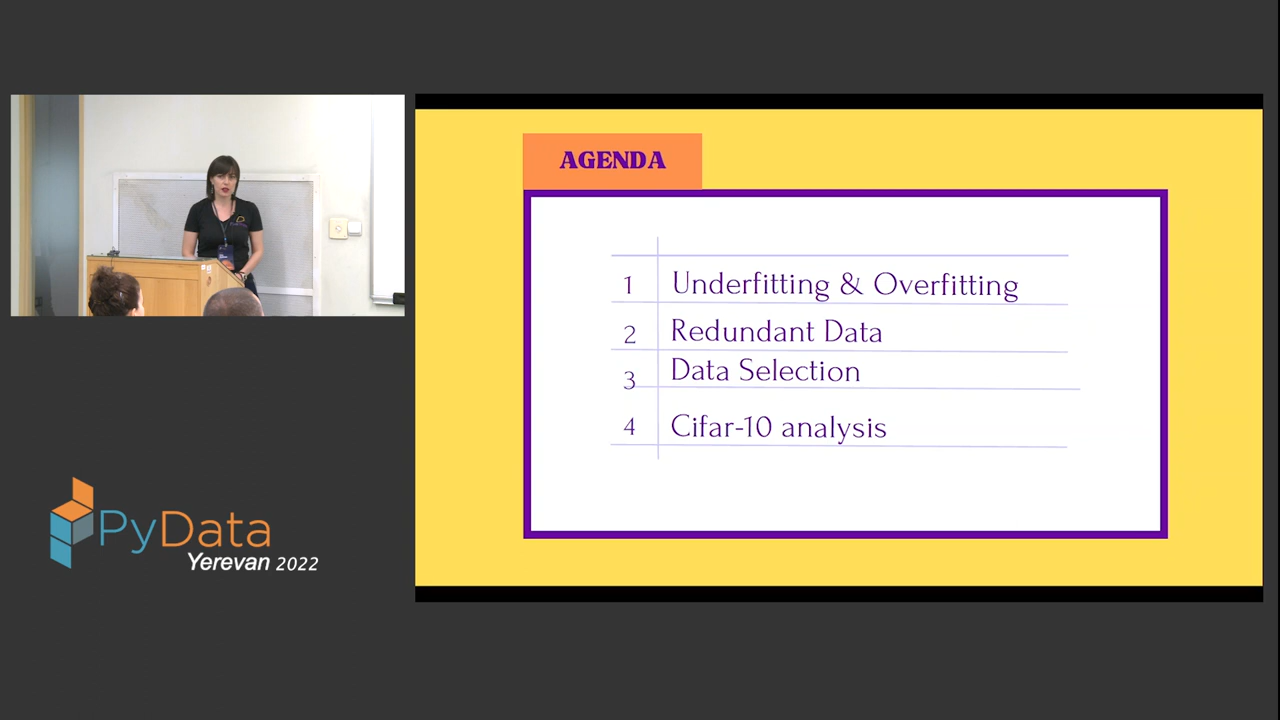 AGENDA
1 Underfitting & Overfitting
2 Redundant Data
3 Data Selection
4 Cifar-10 analysis
PyData
Yerevan 2022